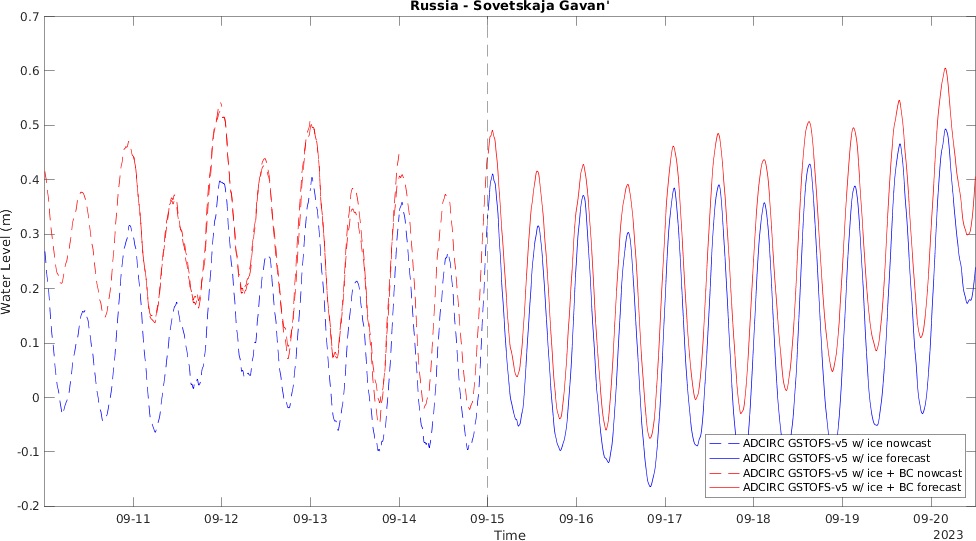 Russia - Sovetskaja Gavan'
Water Level (m)
0.7
0.6
0.5
0.4
0.3
0.2
0.1
0
-0.1
-0.2
ADCIRC GSTOFS-v5 w/ ice nowcast
ADCIRC GSTOFS-v5 w/ ice forecast
ADCIRC GSTOFS-v5 w/ ice + BC nowcast
ADCIRC GSTOFS-v5 w/ ice + BC forecast
09-11 09-12 09-13 09-14 09-15 09-16 09-17 09-18 09-19 09-20
Time
2023